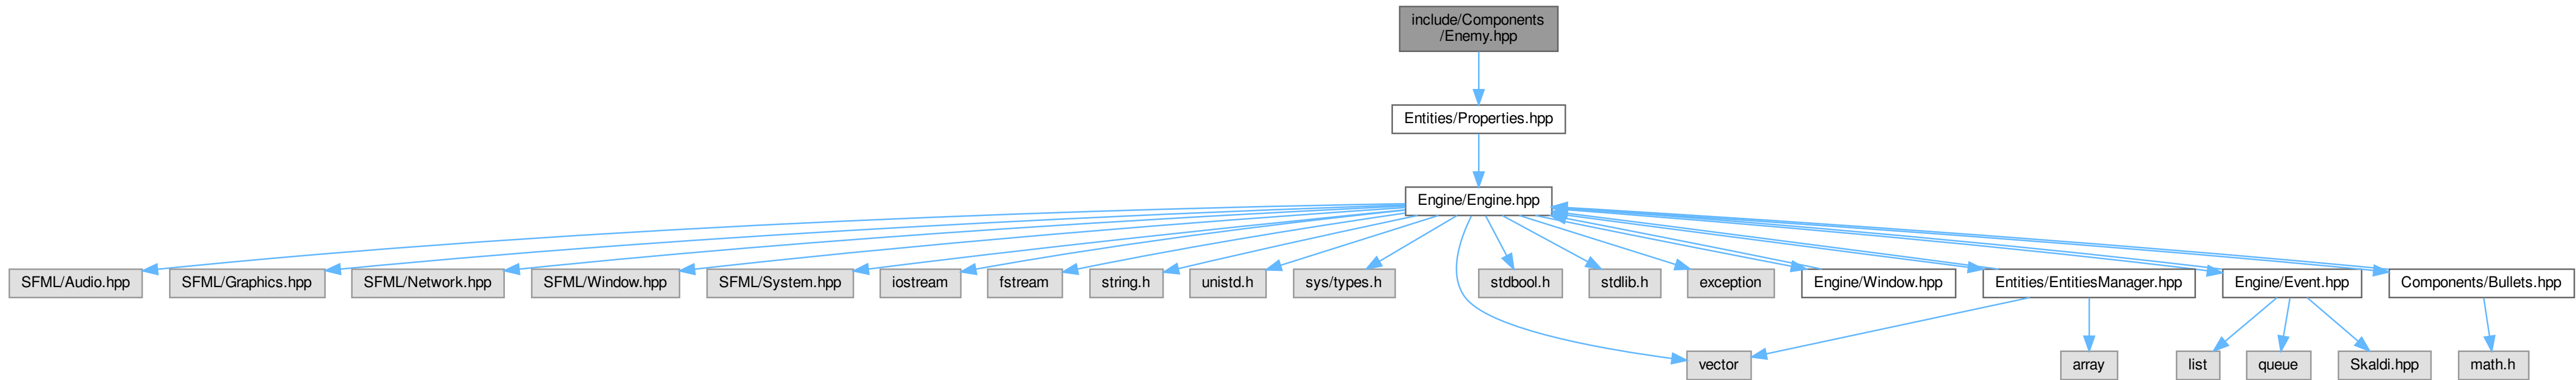 include/Components
/Enemy.hpp
Entities/Properties.hpp
Engine/Engine.hpp
SFML/Audio.hpp
SFML/Graphics.hpp
SFML/Network.hpp
SFML/Window.hpp
SFML/System.hpp
iostream
fstream
string.h
unistd.h
sys/types.h
stdbool.h
stdlib.h
exception
Engine/Window.hpp
Entities/EntitiesManager.hpp
Engine/Event.hpp
Components/Bullets.hpp
vector
array
list
queue
Skaldi.hpp
math.h